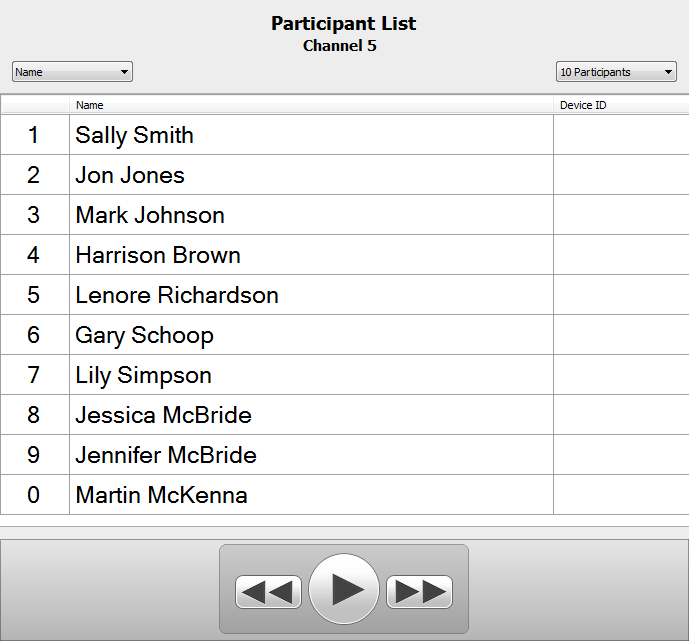 Participant List
Channel 5
Name 10 Participants
Name Device ID
1 Sally Smith
2 Jon Jones
3 Mark Johnson
4 Harrison Brown
5 Lenore Richardson
6 Gary Schoop
7 Lily Simpson
8 Jessica McBride
9 Jennifer McBride
0 Martin McKenna